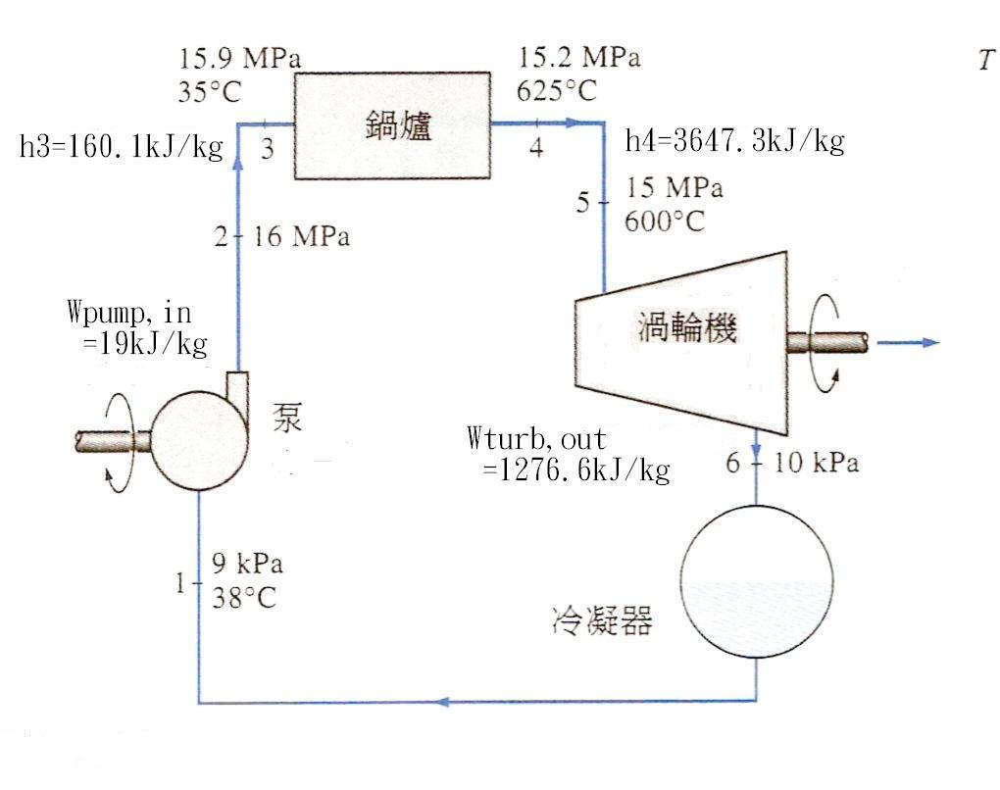 15.9 MPa
35°C
15.2 MPa
625°C
T
鍋爐
h3=160.1kJ/kg
3
4
h4=3647.3kJ/kg
5
15 MPa
600°C
2
16 MPa
Wpump,in
=19kJ/kg
渦輪機
泵
Wturb,out
=1276.6kJ/kg
6
10 kPa
1
9 kPa
38°C
冷凝器